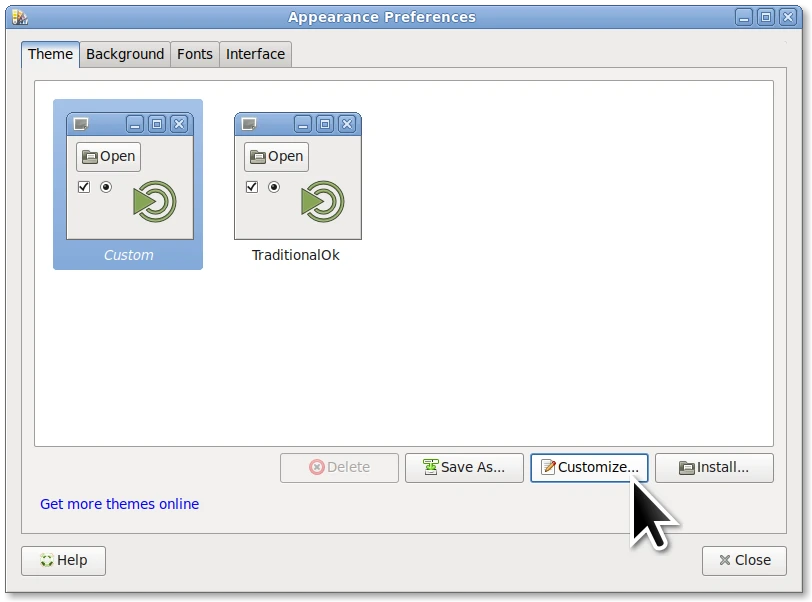 Appearance Preferences
Theme Background Fonts Interface
Open Open
Custom TraditionalOk
Delete Save As... Customize... Install...
Get more themes online
Help Close